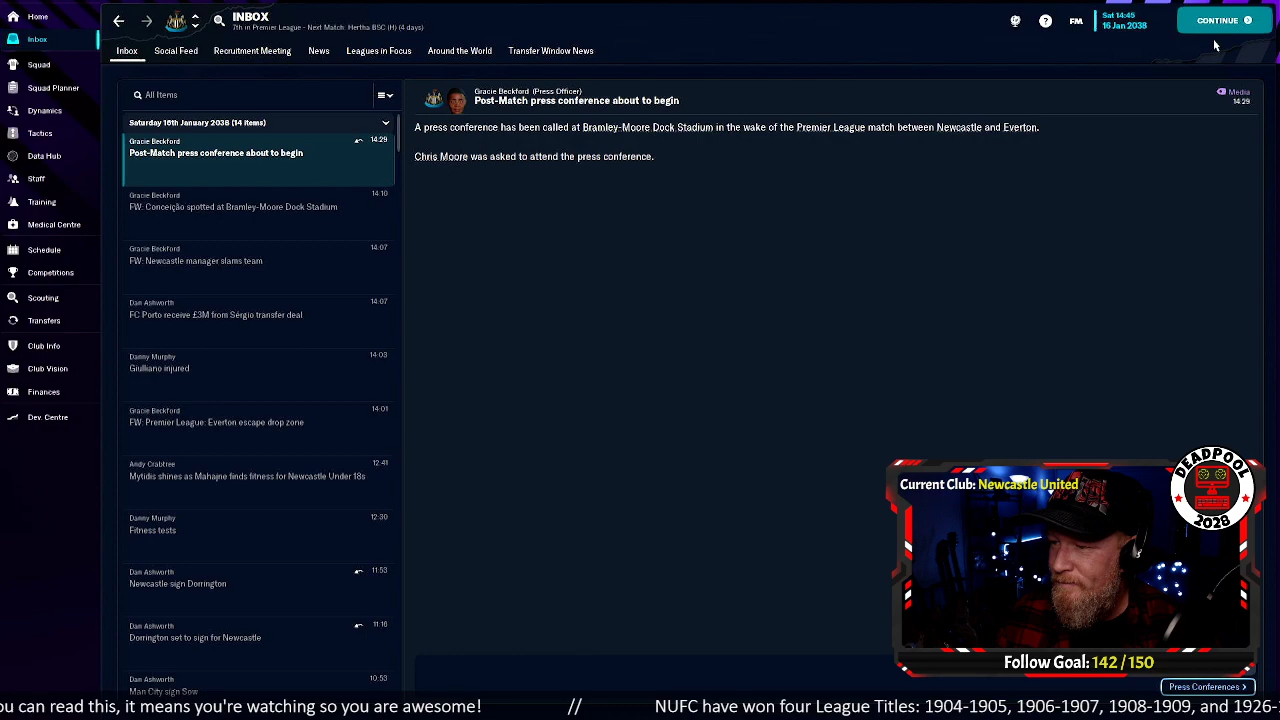 Home
INBOX
7th in Premier League - Next Match: Hertha BSC (H) (4 days)
FM
Sat 14:45
16 Jan 2038
CONTINUE
Inbox
Squad
Squad Planner
Dynamics
Tactics
Data Hub
Staff
Training
Medical Centre
Schedule
Competitions
Scouting
Transfers
Club Info
Club Vision
Finances
Dev. Centre
Inbox
Social Feed
Recruitment Meeting
News
Leagues in Focus
Around the World
Transfer Window News
All Items
Saturday 16th January 2038 (14 items)
Gracie Beckford 14:29
Post-Match press conference about to begin
Gracie Beckford 14:10
FW: Conceição spotted at Bramley-Moore Dock Stadium
Gracie Beckford 14:07
FW: Newcastle manager slams team
Dan Ashworth 14:07
FC Porto receive £3M from Sérgio transfer deal
Danny Murphy 14:03
Giulliano injured
Gracie Beckford 14:01
FW: Premier League: Everton escape drop zone
Andy Crabtree 12:41
Mytidis shines as Mahajne finds fitness for Newcastle Under 18s
Danny Murphy 12:30
Fitness tests
Dan Ashworth 11:53
Newcastle sign Dorrington
Dan Ashworth 11:16
Dorrington set to sign for Newcastle
Dan Ashworth 10:53
Man City sign Sow
Gracie Beckford (Press Officer)
Post-Match press conference about to begin
Media
14:29
A press conference has been called at Bramley-Moore Dock Stadium in the wake of the Premier League match between Newcastle and Everton.
Chris Moore was asked to attend the press conference.
Current Club: Newcastle United
DEADPOOL
2028
Follow Goal: 142 / 150
Press Conferences
ou can read this, it means you're watching so you are awesome! // NUFC have won four League Titles: 1904-1905, 1906-1907, 1908-1909, and 1926-